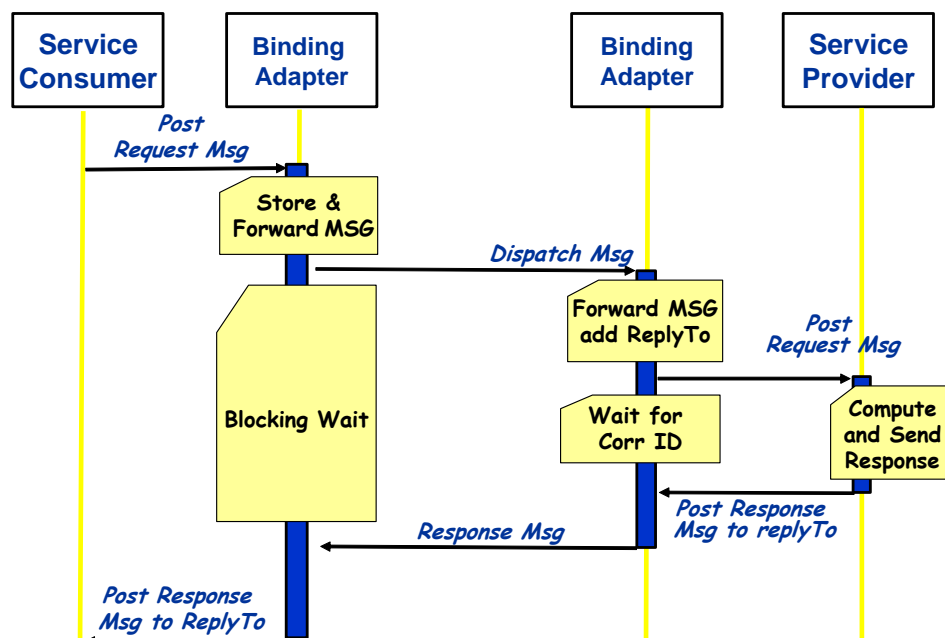 Service
Consumer
Binding
Adapter
Binding
Adapter
Service
Provider
Post
Request Msg
Store &
Forward MSG
Dispatch Msg
Forward MSG
add ReplyTo
Post
Request Msg
Blocking Wait
Wait for
Corr ID
Compute
and Send
Response
Post Response
Msg to replyTo
Response Msg
Post Response
Msg to ReplyTo